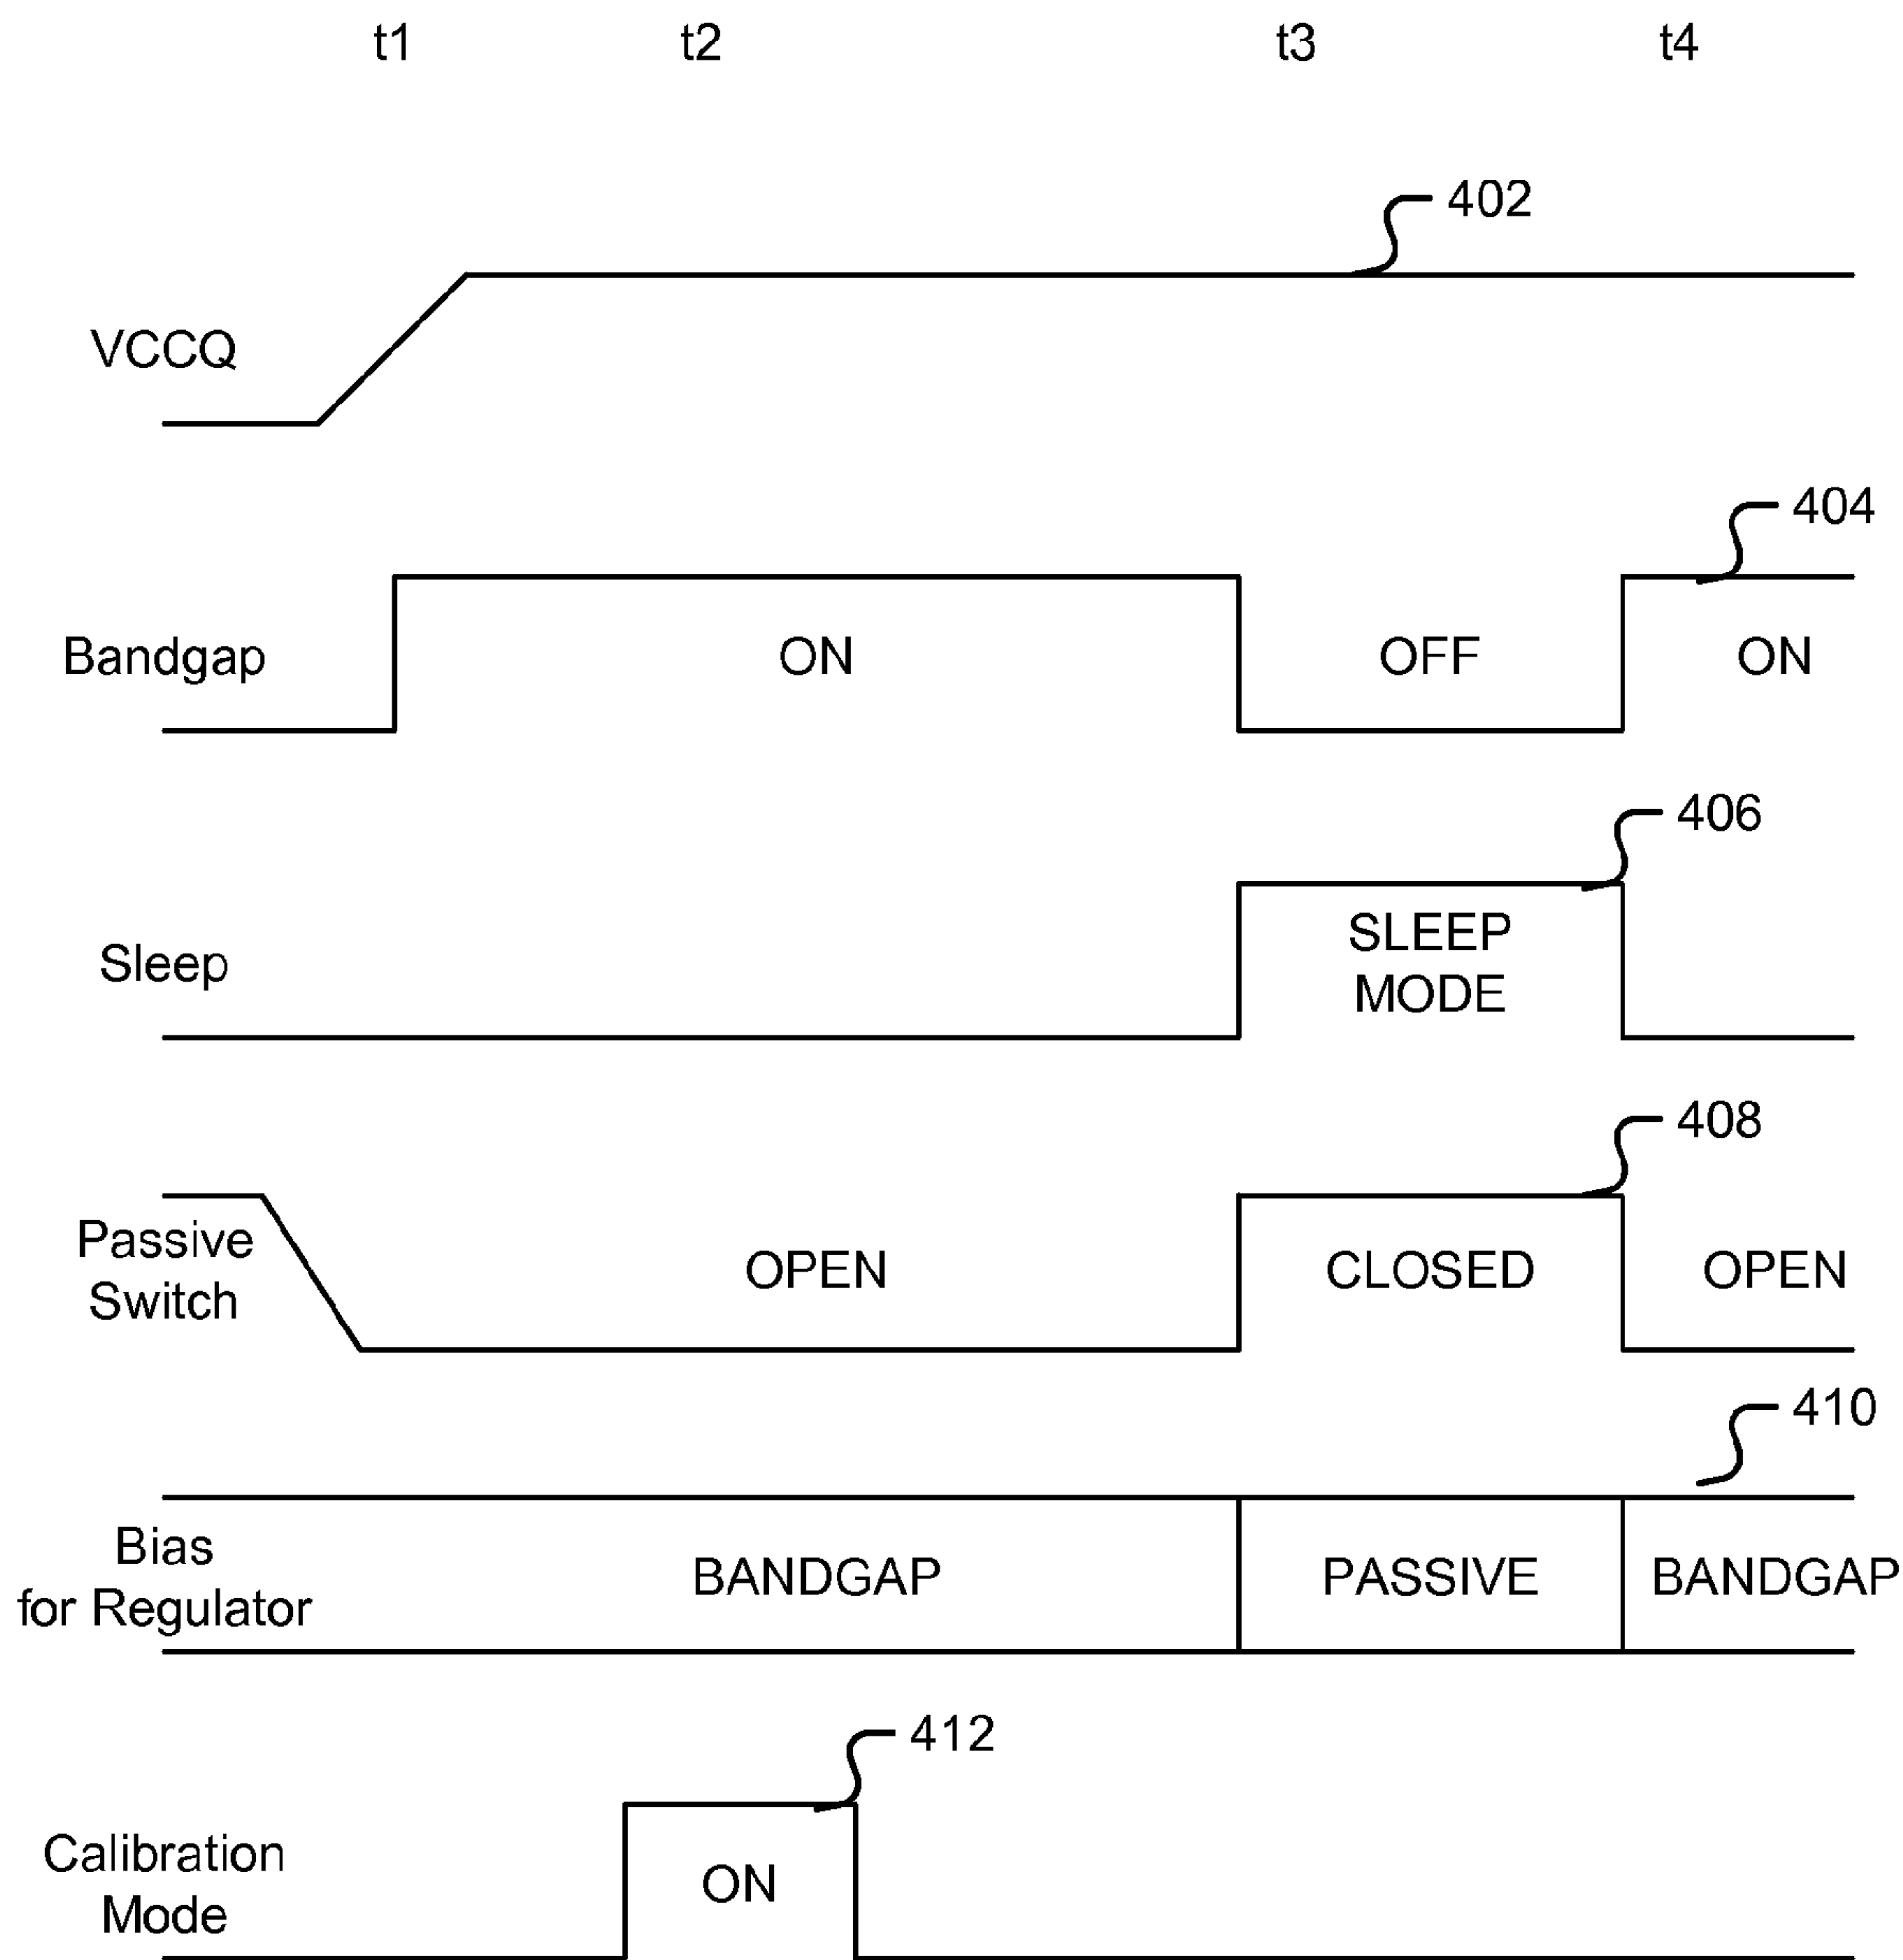 t1 t2 t3 t4
402
VCCQ
404
Bandgap ON OFF ON
406
Sleep
SLEEP
MODE
408
Passive
Switch
OPEN CLOSED OPEN
410
Bias
for Regulator
BANDGAP PASSIVE BANDGAP
412
Calibration
Mode
ON